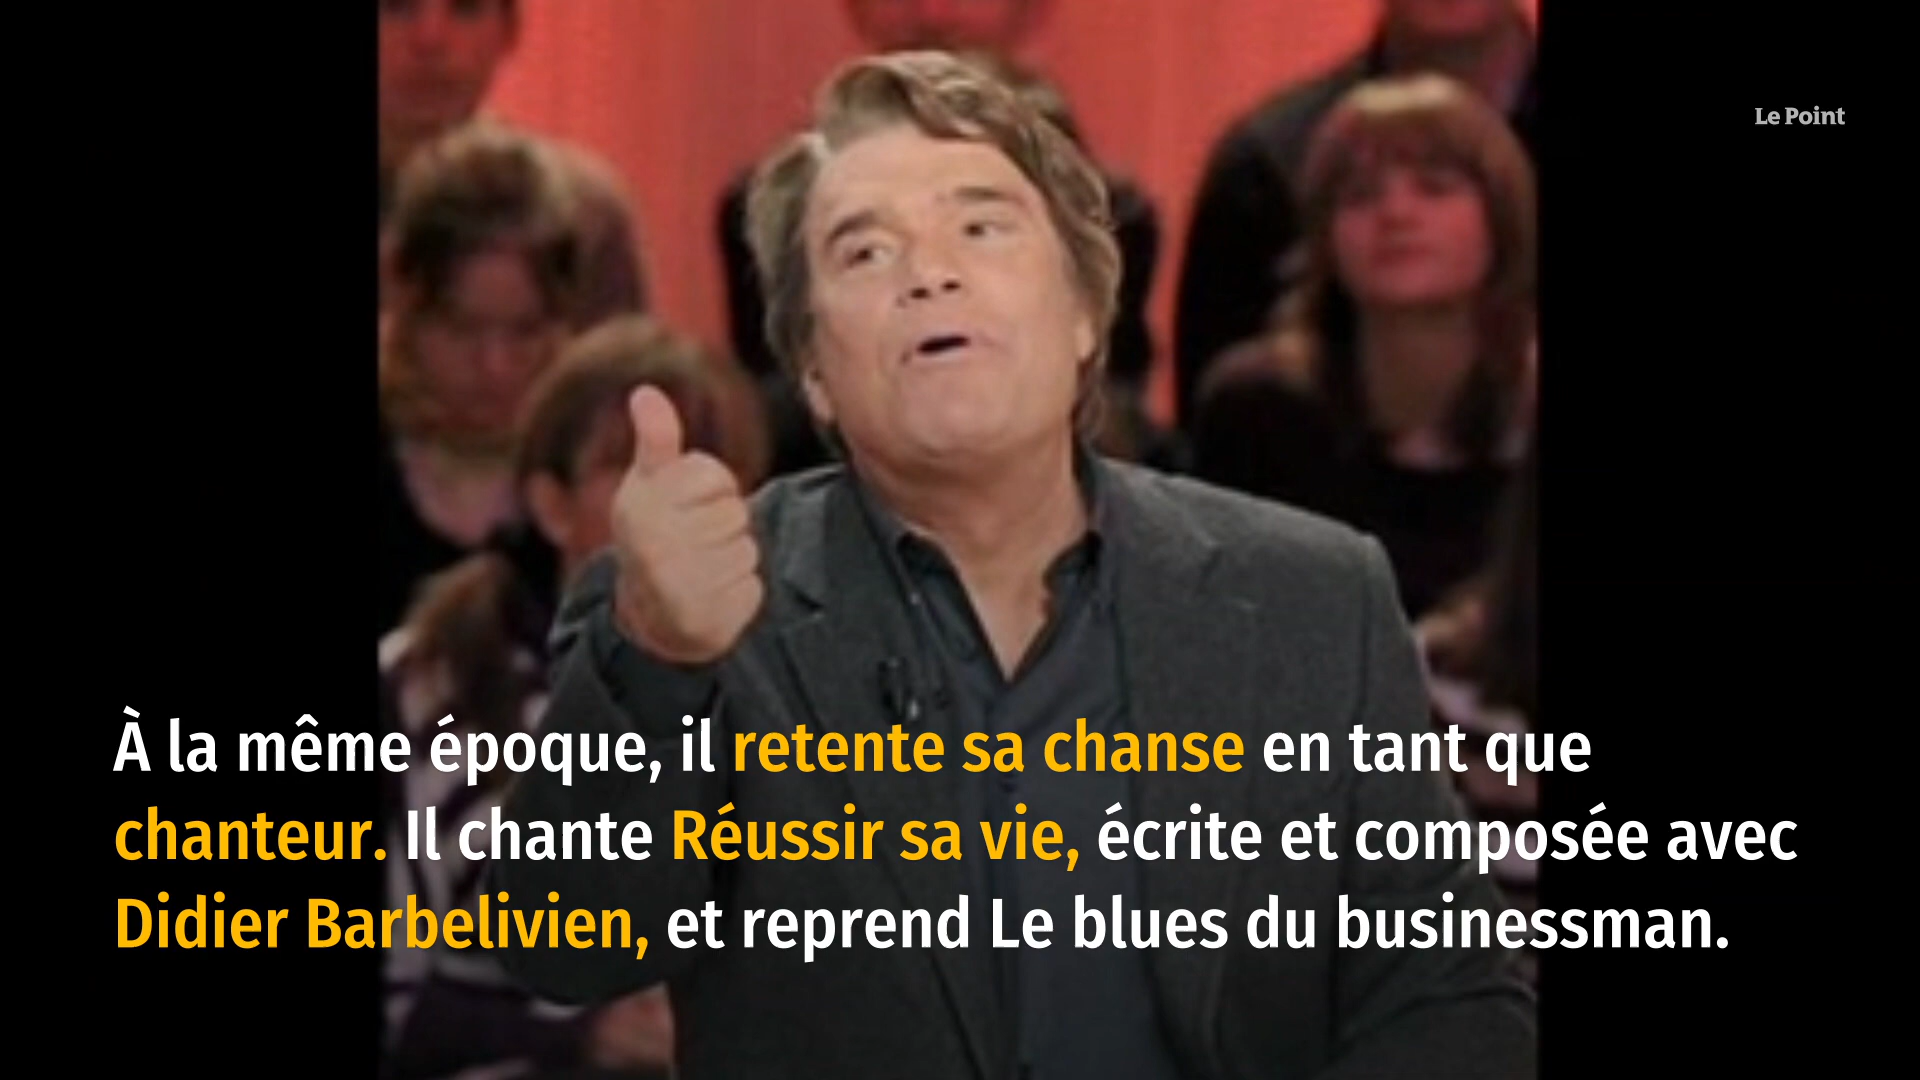 Le Point
À la même époque, il retente sa chanse en tant que
chanteur. Il chante Réussir sa vie, écrite et composée avec
Didier Barbelivien, et reprend Le blues du businessman.